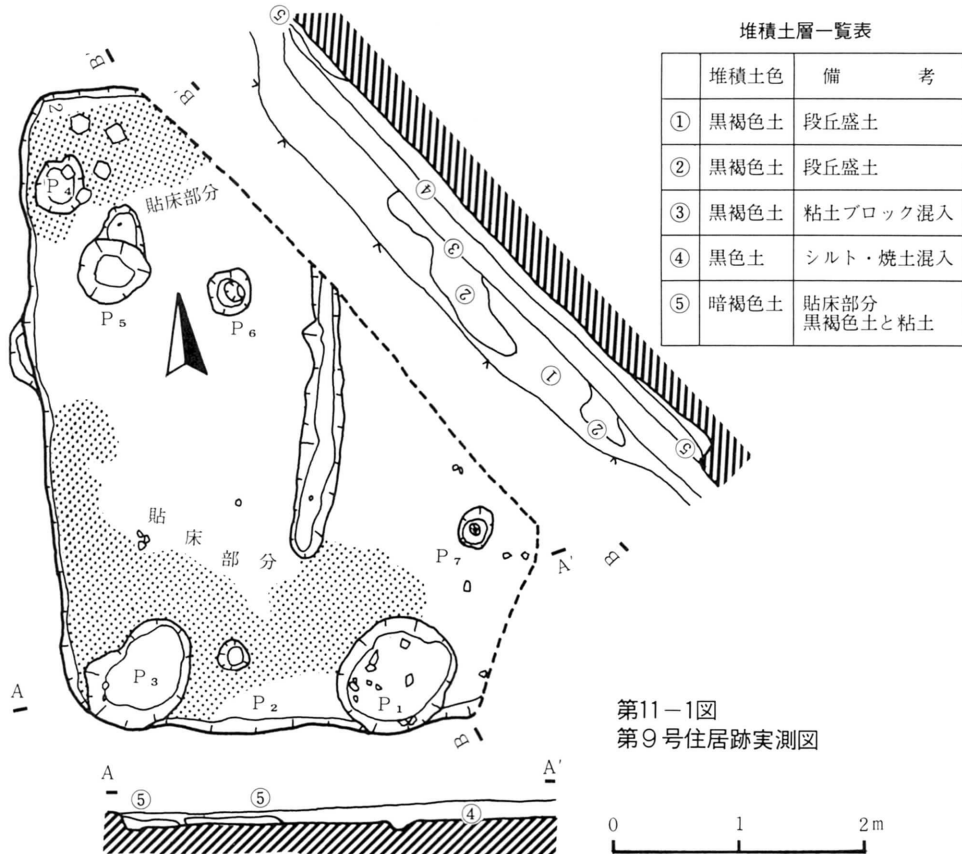 堆積土層一覧表
堆積土色 備考
① 黒褐色土 段丘盛土
② 黒褐色土 段丘盛土
③ 黒褐色土 粘土ブロック混入
④ 黒色土 シルト・焼土混入
⑤ 暗褐色土 貼床部分
黒褐色土と粘土
B'
B'
⑤
④
③
②
①
②
⑤
2
P4
貼床部分
P5
P6
貼床部分
P7
A'
B
P3
P2
P1
A
B
第11-1図
第9号住居跡実測図
A
A'
⑤
⑤
④
0 1 2m